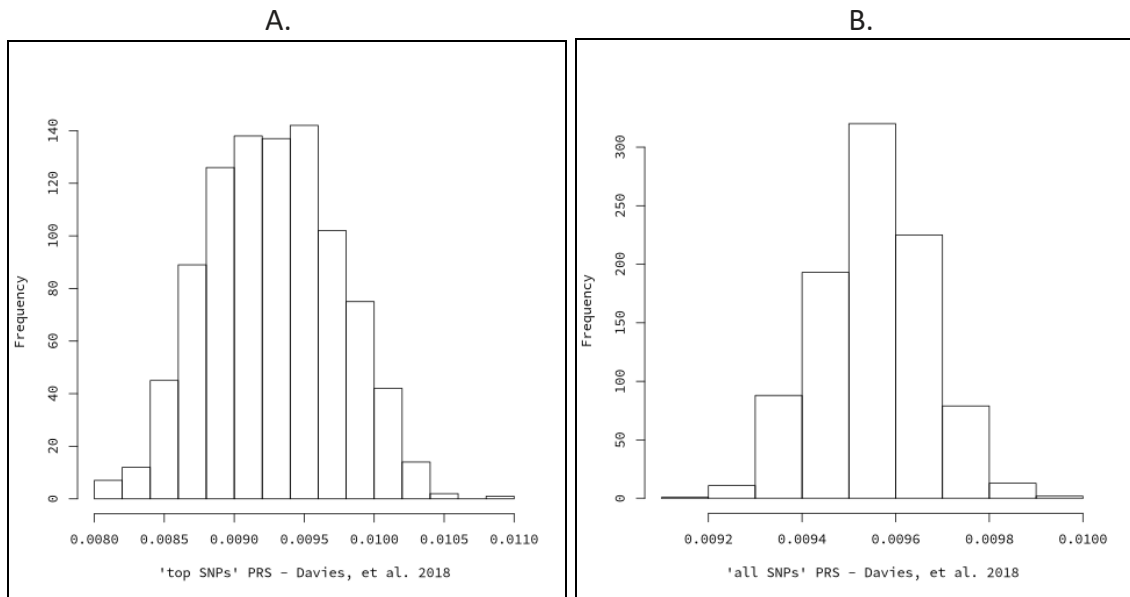 A.
B.
Frequency
0
20
40
60
80
100
120
140
0.0080 0.0085 0.0090 0.0095 0.0100 0.0105 0.0110
'top SNPs' PRS – Davies, et al. 2018
Frequency
0
50
100
150
200
250
300
0.0092 0.0094 0.0096 0.0098 0.0100
'all SNPs' PRS – Davies, et al. 2018